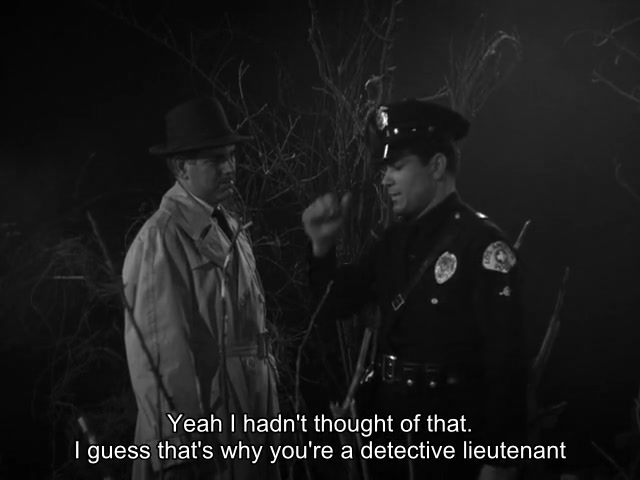 Yeah I hadn't thought of that.
I guess that's why you're a detective lieutenant